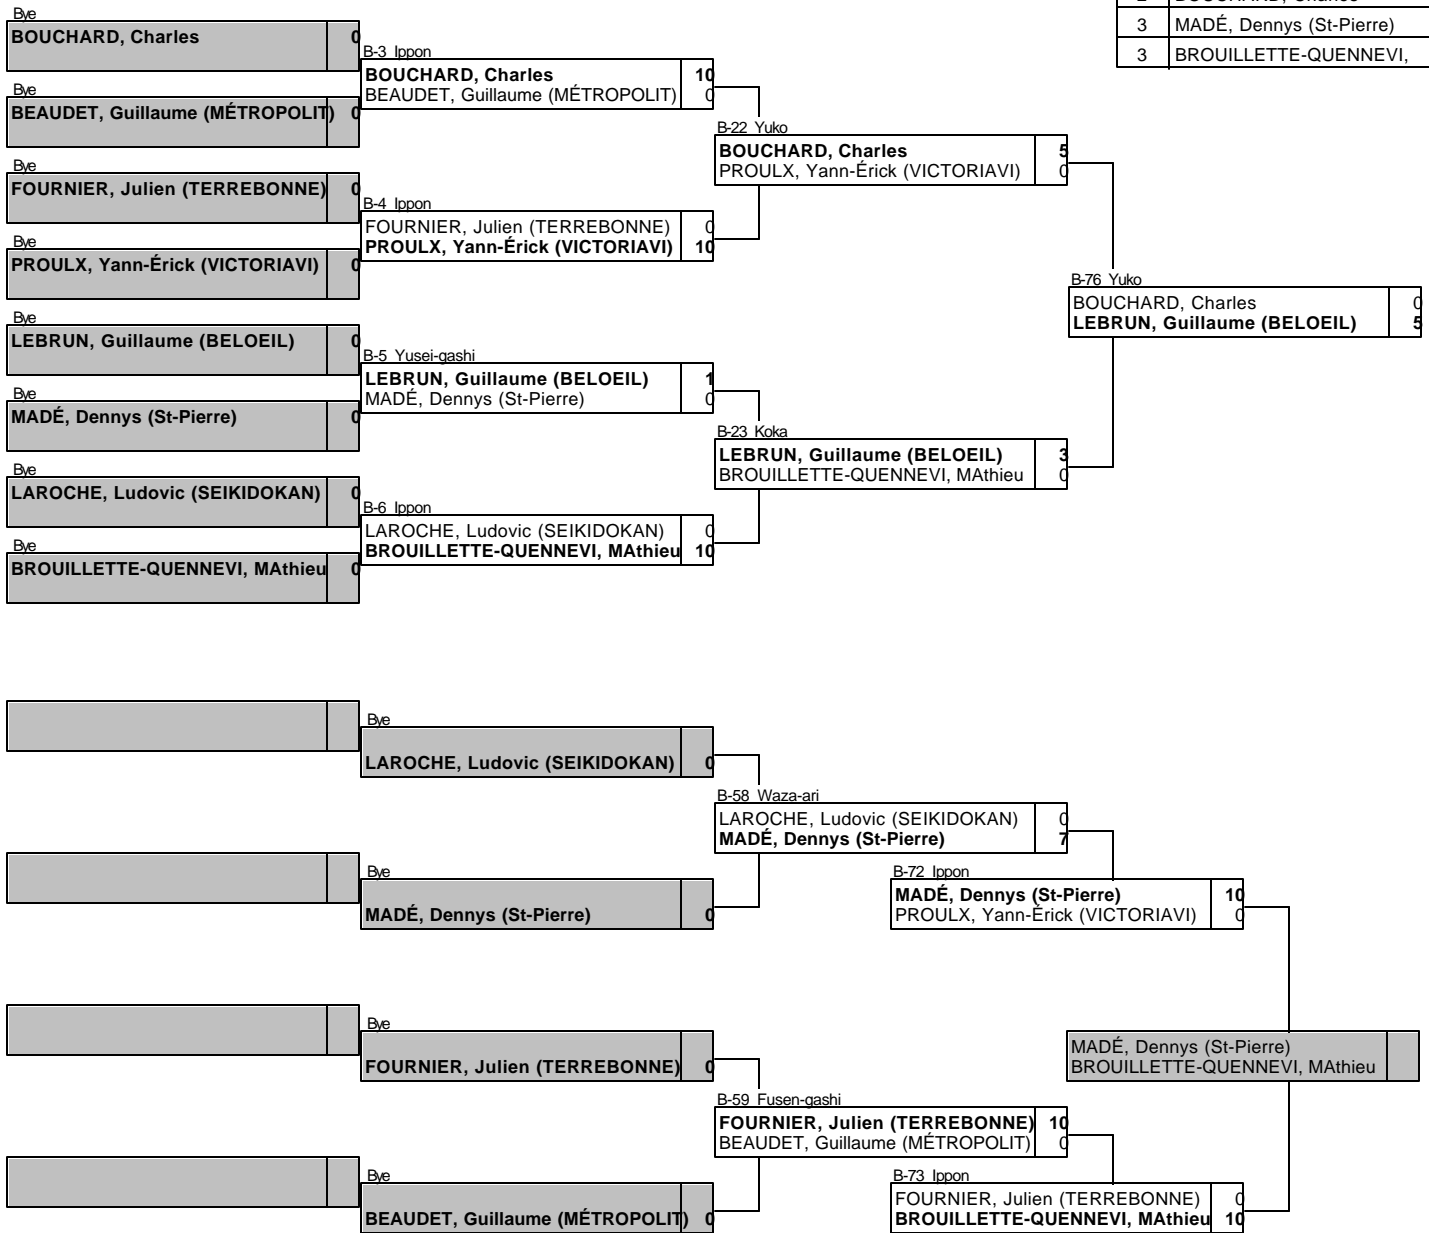 Bye
BOUCHARD, Charles 0
Bye
BEAUDET, Guillaume (MÉTROPOLIT) 0
Bye
FOURNIER, Julien (TERREBONNE) 0
Bye
PROULX, Yann-Érick (VICTORIAVI) 0
Bye
LEBRUN, Guillaume (BELOEIL) 0
Bye
MADÉ, Dennys (St-Pierre) 0
Bye
LAROCHE, Ludovic (SEIKIDOKAN) 0
Bye
BROUILLETTE-QUENNEVI, MAthieu 0
B-3 Ippon
BOUCHARD, Charles 10
BEAUDET, Guillaume (MÉTROPOLIT) 0
B-4 Ippon
FOURNIER, Julien (TERREBONNE) 0
PROULX, Yann-Érick (VICTORIAVI) 10
B-5 Yusei-gashi
LEBRUN, Guillaume (BELOEIL) 1
MADÉ, Dennys (St-Pierre) 0
B-6 Ippon
LAROCHE, Ludovic (SEIKIDOKAN) 0
BROUILLETTE-QUENNEVI, MAthieu 10
B-22 Yuko
BOUCHARD, Charles 5
PROULX, Yann-Érick (VICTORIAVI) 0
B-23 Koka
LEBRUN, Guillaume (BELOEIL) 3
BROUILLETTE-QUENNEVI, MAthieu 0
3 MADÉ, Dennys (St-Pierre)
3 BROUILLETTE-QUENNEVI,
B-76 Yuko
BOUCHARD, Charles 0
LEBRUN, Guillaume (BELOEIL) 5
Bye
LAROCHE, Ludovic (SEIKIDOKAN) 0
Bye
MADÉ, Dennys (St-Pierre) 0
Bye
FOURNIER, Julien (TERREBONNE) 0
Bye
BEAUDET, Guillaume (MÉTROPOLIT) 0
B-58 Waza-ari
LAROCHE, Ludovic (SEIKIDOKAN) 0
MADÉ, Dennys (St-Pierre) 7
B-59 Fusen-gashi
FOURNIER, Julien (TERREBONNE) 10
BEAUDET, Guillaume (MÉTROPOLIT) 0
B-72 Ippon
MADÉ, Dennys (St-Pierre) 10
PROULX, Yann-Érick (VICTORIAVI) 0
B-73 Ippon
FOURNIER, Julien (TERREBONNE) 0
BROUILLETTE-QUENNEVI, MAthieu 10
MADÉ, Dennys (St-Pierre)
BROUILLETTE-QUENNEVI, MAthieu